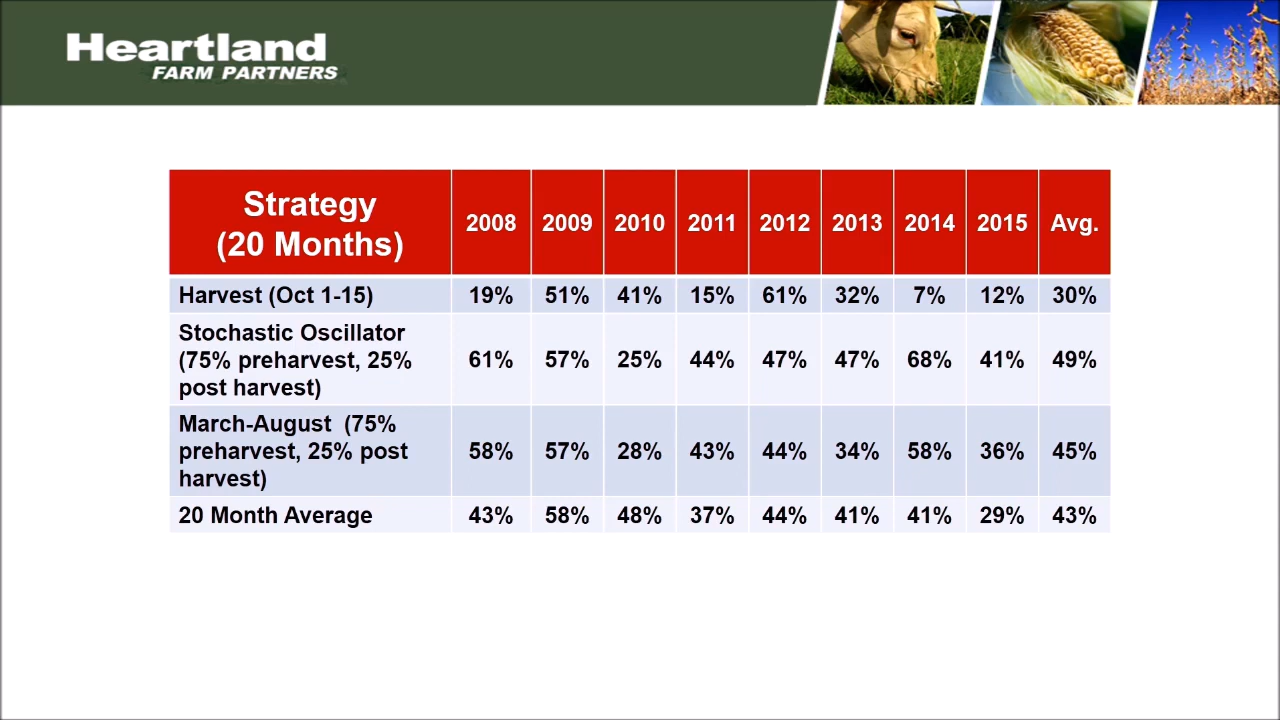 Heartland
FARM PARTNERS
Strategy
(20 Months)
2008 2009 2010 2011 2012 2013 2014 2015 Avg.
Harvest (Oct 1-15) 19% 51% 41% 15% 61% 32% 7% 12% 30%
Stochastic Oscillator
(75% preharvest, 25%
post harvest)
61% 57% 25% 44% 47% 47% 68% 41% 49%
March-August (75%
preharvest, 25% post
harvest)
58% 57% 28% 43% 44% 34% 58% 36% 45%
20 Month Average 43% 58% 48% 37% 44% 41% 41% 29% 43%